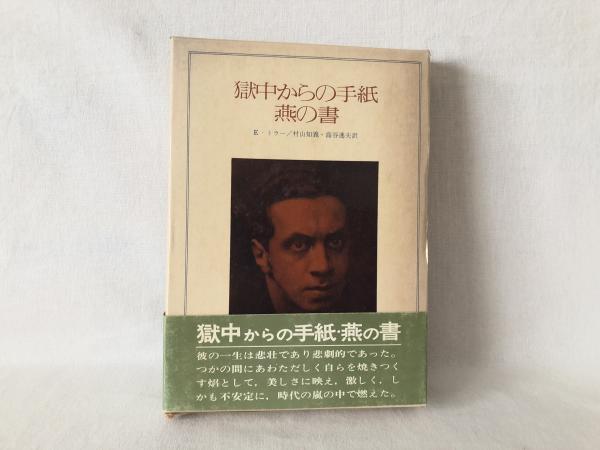 獄中からの手紙
燕の書
E・トラー／村山知義・島谷逸夫訳
獄中からの手紙・燕の書
彼の一生は悲壮であり悲劇的であった。
つかの間にあわただしく自らを焼きつく
す焔として，美しさに映え，激しく，し
かも不安定に，時代の嵐の中で燃えた。